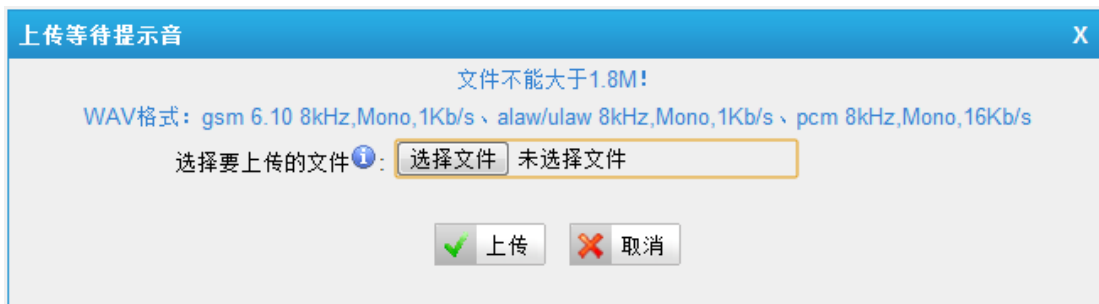 上传等待提示音 X
文件不能大于1.8M!
WAV格式：gsm 6.10 8kHz,Mono,1Kb/s、alaw/ulaw 8kHz,Mono,1Kb/s、pcm 8kHz,Mono,16Kb/s
选择要上传的文件i: 选择文件 未选择文件
上传 取消